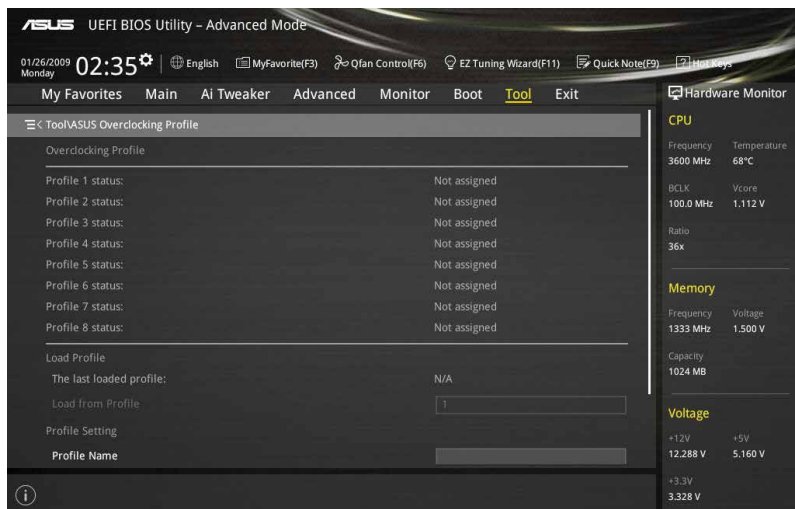 ASUS UEFI BIOS Utility – Advanced Mode
01/26/2009 Monday 02:35 English MyFavorite(F3) Qfan Control(F6) EZ Tuning Wizard(F11) Quick Note(F9) ? Hot Keys
My Favorites Main Ai Tweaker Advanced Monitor Boot Tool Exit
Tool\ASUS Overclocking Profile
Overclocking Profile
Profile 1 status: Not assigned
Profile 2 status: Not assigned
Profile 3 status: Not assigned
Profile 4 status: Not assigned
Profile 5 status: Not assigned
Profile 6 status: Not assigned
Profile 7 status: Not assigned
Profile 8 status: Not assigned
Load Profile
The last loaded profile: N/A
Load from Profile 1
Profile Setting
Profile Name
Hardware Monitor
CPU
Frequency Temperature
3600 MHz 68°C
BCLK Vcore
100.0 MHz 1.112 V
Ratio
36x
Memory
Frequency Voltage
1333 MHz 1.500 V
Capacity
1024 MB
Voltage
+12V +5V
12.288 V 5.160 V
+3.3V
3.328 V